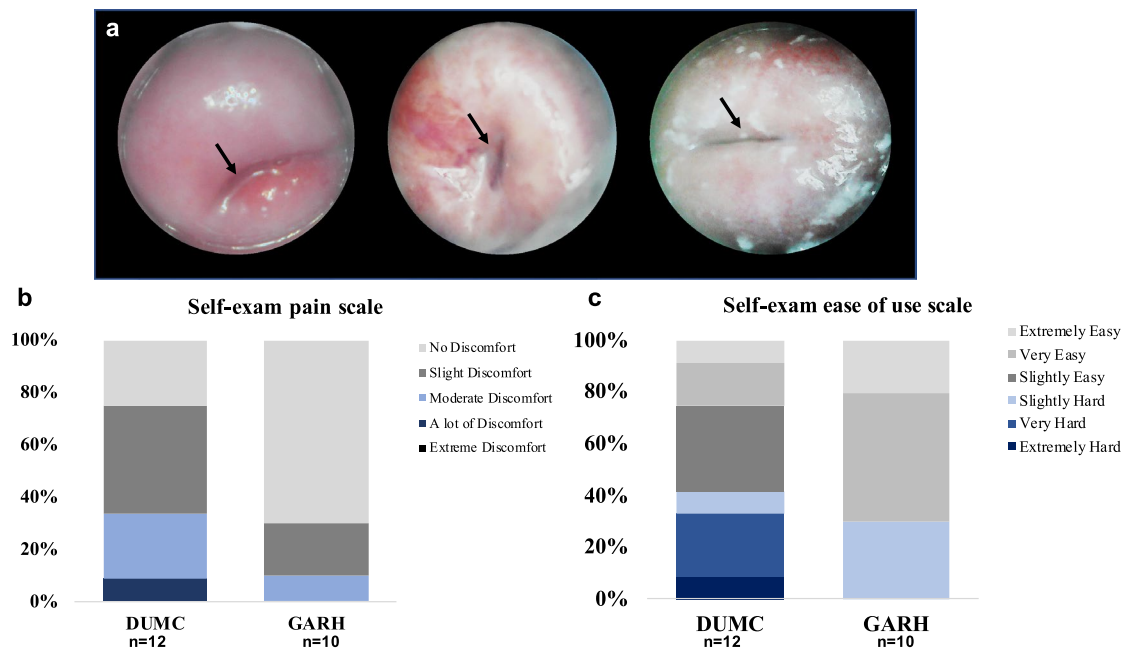 a
b
Self-exam pain scale
100%
80%
60%
40%
20%
0%
DUMC
n=12
GARH
n=10
No Discomfort
Slight Discomfort
Moderate Discomfort
A lot of Discomfort
Extreme Discomfort
c
Self-exam ease of use scale
100%
80%
60%
40%
20%
0%
DUMC
n=12
GARH
n=10
Extremely Easy
Very Easy
Slightly Easy
Slightly Hard
Very Hard
Extremely Hard